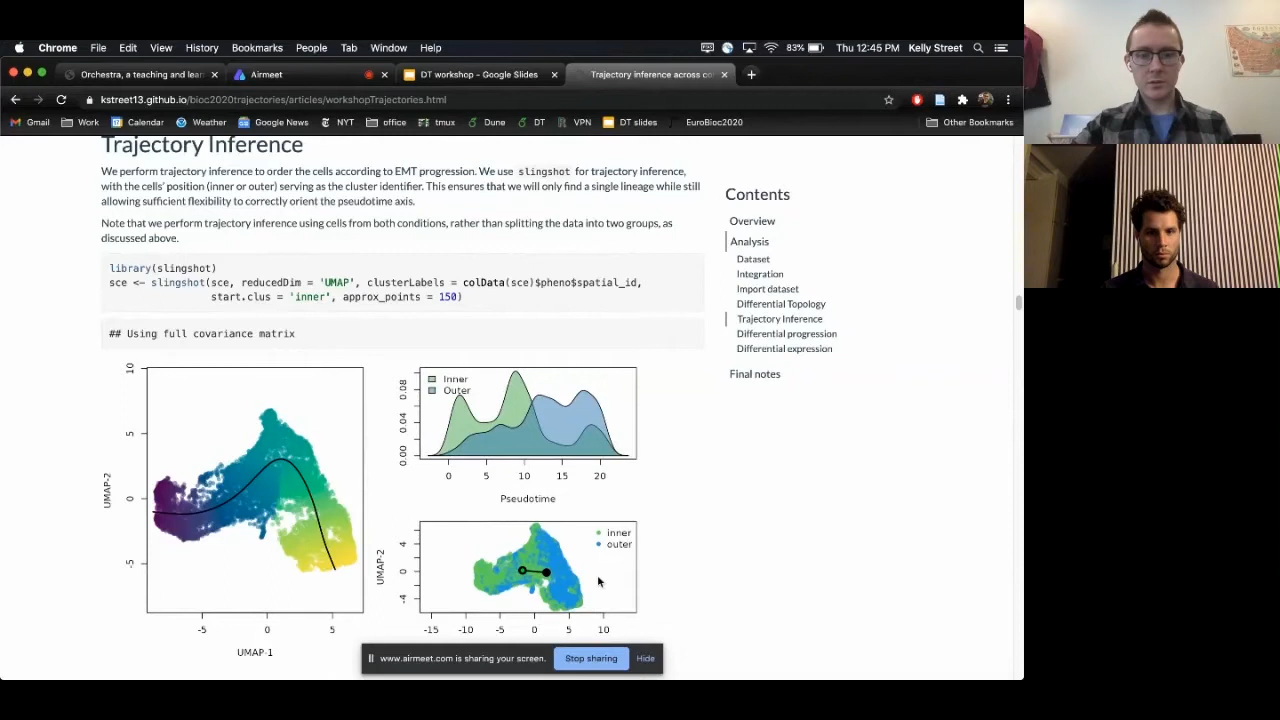 Chrome File Edit View History Bookmarks People Tab Window Help 83% Thu 12:45 PM Kelly Street
Orchestra, a teaching and lear Airmeet DT workshop - Google Slides Trajectory inference across co
kstreet13.github.io/bioc2020trajectories/articles/workshopTrajectories.html
Gmail Work Calendar Weather Google News NYT office tmux Dune DT VPN DT slides EuroBioc2020 Other Bookmarks
Trajectory Inference
We perform trajectory inference to order the cells according to EMT progression. We use slingshot for trajectory inference,
with the cells' position (inner or outer) serving as the cluster identifier. This ensures that we will only find a single lineage while still
allowing sufficient flexibility to correctly orient the pseudotime axis.
Note that we perform trajectory inference using cells from both conditions, rather than splitting the data into two groups, as
discussed above.
library(slingshot)
sce <- slingshot(sce, reducedDim = 'UMAP', clusterLabels = colData(sce)$pheno$spatial_id,
start.clus = 'inner', approx_points = 150)
## Using full covariance matrix
10
5
0
-5
UMAP-2
-5 0 5
UMAP-1
Inner
Outer
0.08
0.04
0.00
0 5 10 15 20
Pseudotime
inner
outer
4
0
-4
UMAP-2
-15 -10 -5 0 5 10
Contents
Overview
Analysis
Dataset
Integration
Import dataset
Differential Topology
Trajectory Inference
Differential progression
Differential expression
Final notes
www.airmeet.com is sharing your screen. Stop sharing Hide